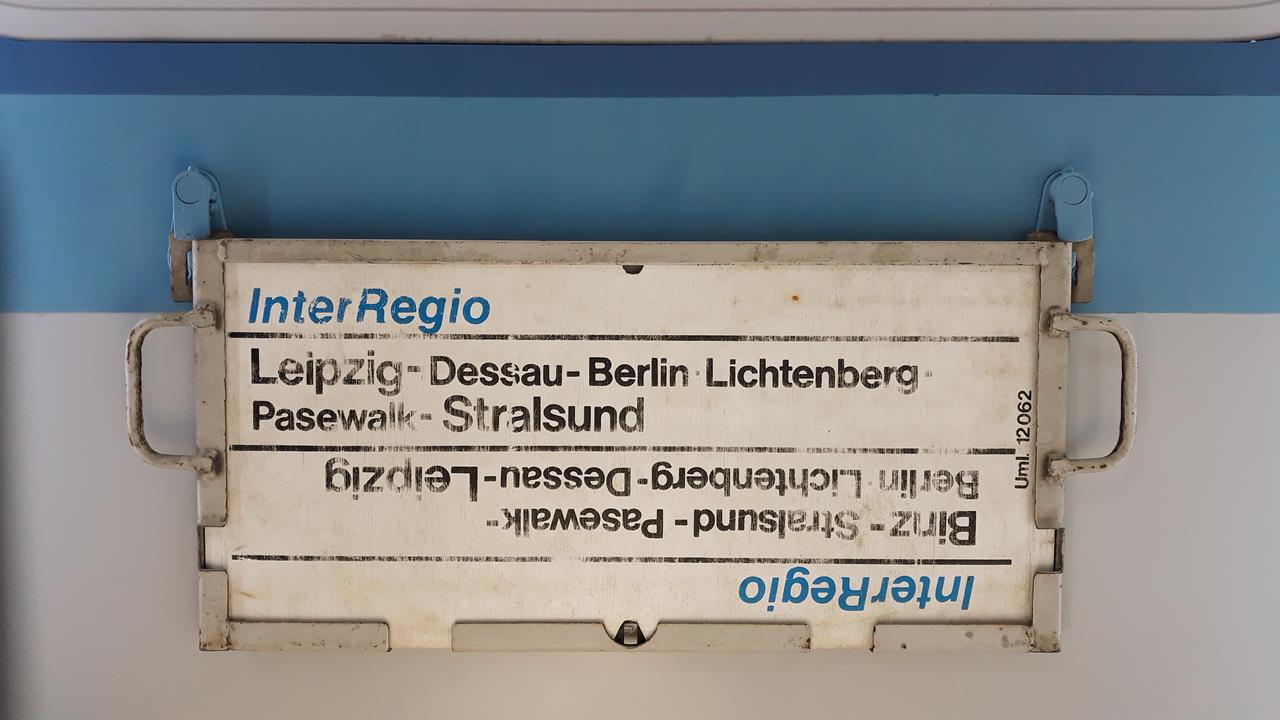 InterRegio
Leipzig - Dessau - Berlin Lichtenberg -
Pasewalk - Stralsund
Uml. 12062
InterRegio
Binz - Stralsund - Pasewalk -
Berlin Lichtenberg - Dessau - Leipzig